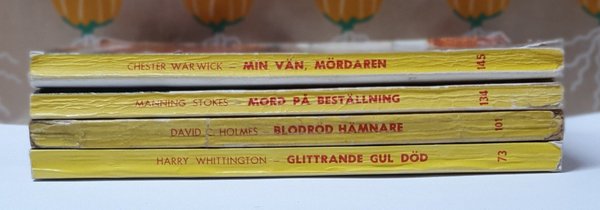 CHESTER WARWICK – MIN VÄN, MÖRDAREN 145
MANNING STOKES – MORD PÅ BESTÄLLNING 134
DAVID C. HOLMES BLODRÖD HÄMNARE 101
HARRY WHITTINGTON – GLITTRANDE GUL DÖD 73